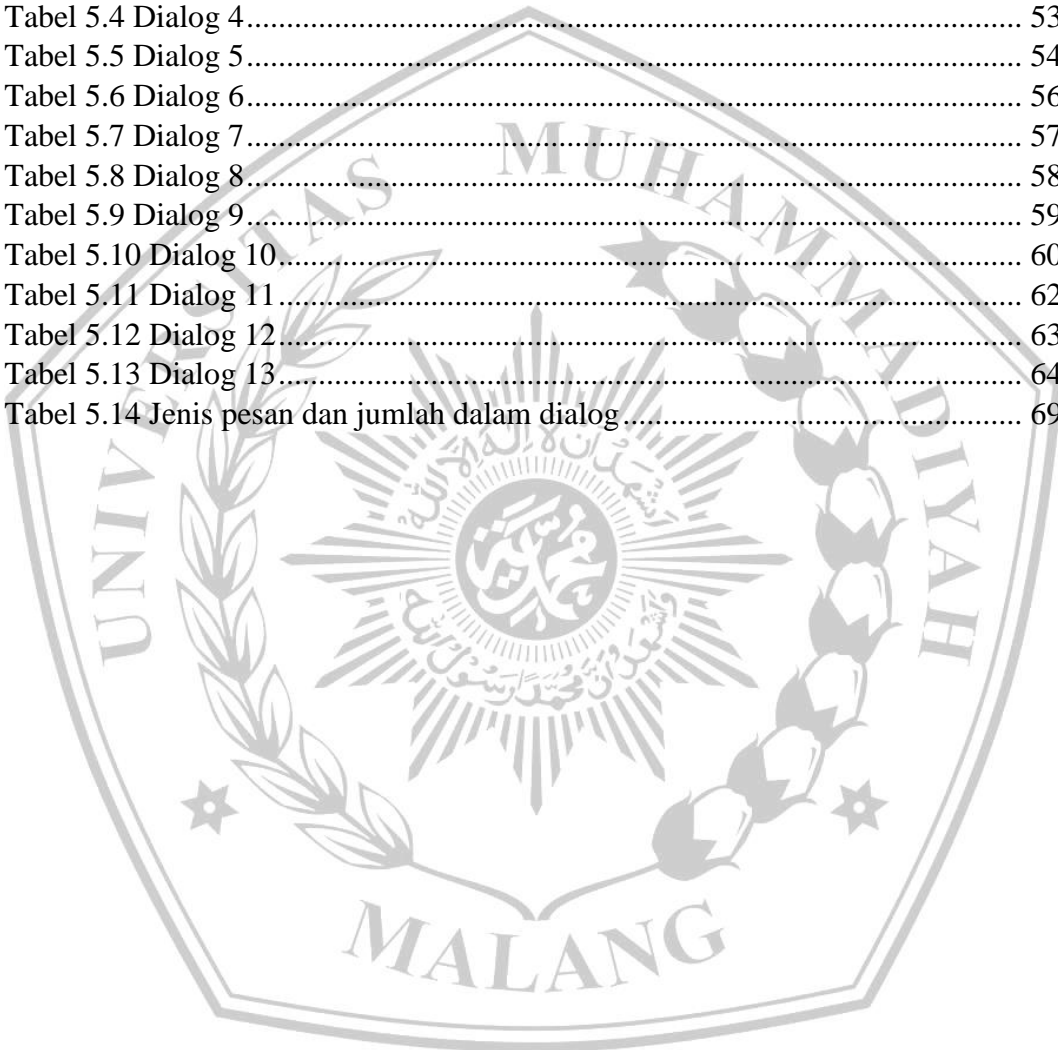 Tabel 5.4 Dialog 4........................................................................................................ 53
Tabel 5.5 Dialog 5........................................................................................................ 54
Tabel 5.6 Dialog 6........................................................................................................ 56
Tabel 5.7 Dialog 7........................................................................................................ 57
Tabel 5.8 Dialog 8........................................................................................................ 58
Tabel 5.9 Dialog 9........................................................................................................ 59
Tabel 5.10 Dialog 10.................................................................................................... 60
Tabel 5.11 Dialog 11.................................................................................................... 62
Tabel 5.12 Dialog 12.................................................................................................... 63
Tabel 5.13 Dialog 13.................................................................................................... 64
Tabel 5.14 Jenis pesan dan jumlah dalam dialog..................................................... 69
UNIVERSITAS MUHAMMADIYAH
MALANG